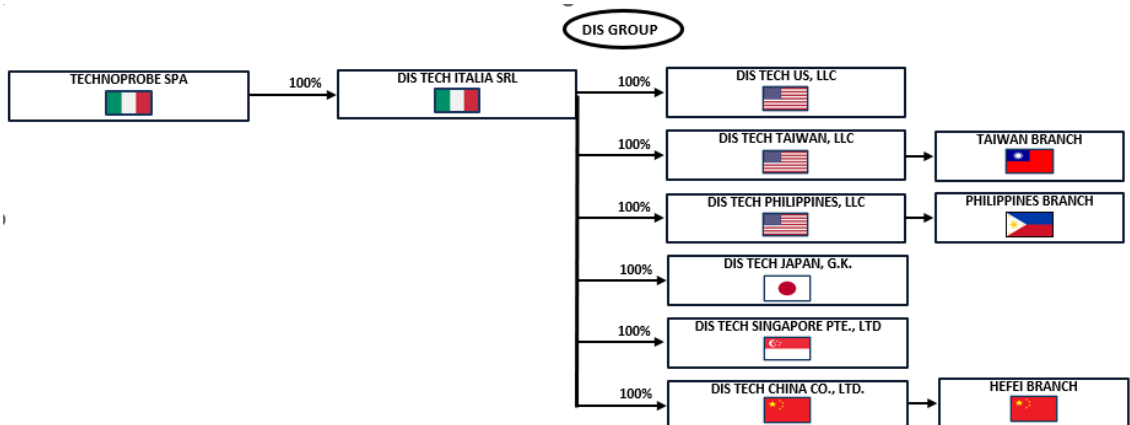 DIS GROUP
TECHNOPROBE SPA
100%
DIS TECH ITALIA SRL
100%
DIS TECH US, LLC
100%
DIS TECH TAIWAN, LLC
TAIWAN BRANCH
100%
DIS TECH PHILIPPINES, LLC
PHILIPPINES BRANCH
100%
DIS TECH JAPAN, G.K.
100%
DIS TECH SINGAPORE PTE., LTD
100%
DIS TECH CHINA CO., LTD.
HEFEI BRANCH